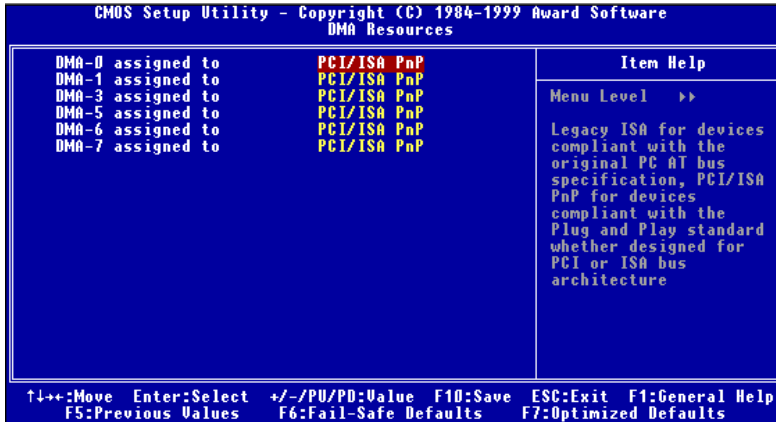 CMOS Setup Utility - Copyright (C) 1984-1999 Award Software
DMA Resources
DMA-0 assigned to PCI/ISA PnP
DMA-1 assigned to PCI/ISA PnP
DMA-3 assigned to PCI/ISA PnP
DMA-5 assigned to PCI/ISA PnP
DMA-6 assigned to PCI/ISA PnP
DMA-7 assigned to PCI/ISA PnP
Item Help
Menu Level ▸▸
Legacy ISA for devices
compliant with the
original PC AT bus
specification, PCI/ISA
PnP for devices
compliant with the
Plug and Play standard
whether designed for
PCI or ISA bus
architecture
↑↓→←:Move Enter:Select +/-/PU/PD:Value F10:Save ESC:Exit F1:General Help
F5:Previous Values F6:Fail-Safe Defaults F7:Optimized Defaults